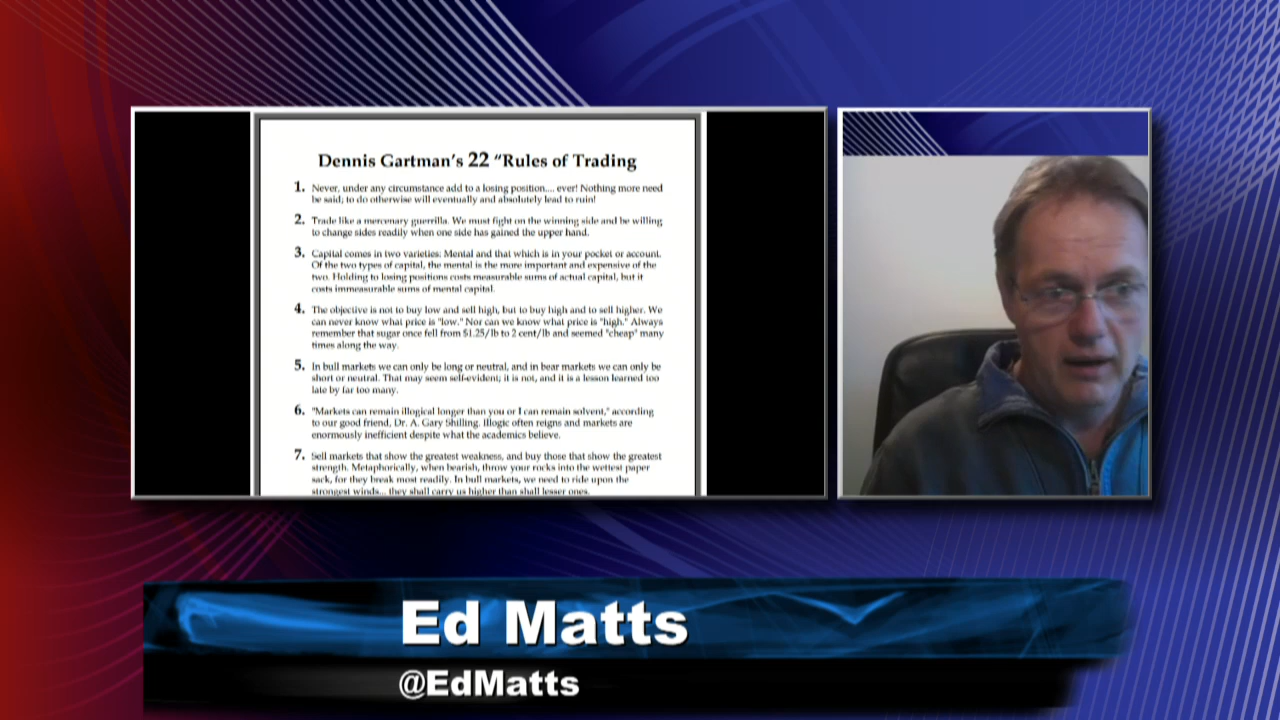 Dennis Gartman's 22 “Rules of Trading
1. Never, under any circumstance add to a losing position.... ever! Nothing more need
be said; to do otherwise will eventually and absolutely lead to ruin!
2. Trade like a mercenary guerrilla. We must fight on the winning side and be willing
to change sides readily when one side has gained the upper hand.
3. Capital comes in two varieties: Mental and that which is in your pocket or account.
Of the two types of capital, the mental is the more important and expensive of the
two. Holding to losing positions costs measurable sums of actual capital, but it
costs immeasurable sums of mental capital.
4. The objective is not to buy low and sell high, but to buy high and to sell higher. We
can never know what price is "low." Nor can we know what price is "high." Always
remember that sugar once fell from $1.25/lb to 2 cent/lb and seemed "cheap" many
times along the way.
5. In bull markets we can only be long or neutral, and in bear markets we can only be
short or neutral. That may seem self-evident; it is not, and it is a lesson learned too
late by far too many.
6. "Markets can remain illogical longer than you or I can remain solvent," according
to our good friend, Dr. A. Gary Shilling. Illogic often reigns and markets are
enormously inefficient despite what the academics believe.
7. Sell markets that show the greatest weakness, and buy those that show the greatest
strength. Metaphorically, when bearish, throw your rocks into the wettest paper
sack, for they break most readily. In bull markets, we need to ride upon the
strongest winds... they shall carry us higher than shall lesser ones.
Ed Matts
@EdMatts